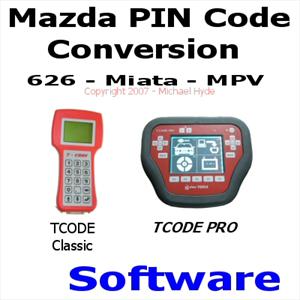 Mazda PIN Code
Conversion
626 - Miata - MPV
Copyright 2007 - Michael Hyde
TCODE
Classic
TCODE PRO
Software